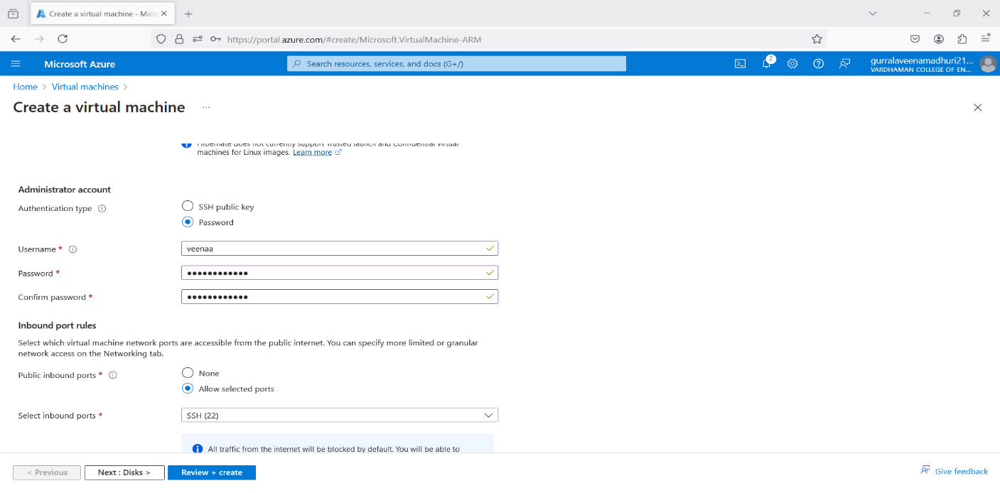 Create a virtual machine - Micro
https://portal.azure.com/#create/Microsoft.VirtualMachine-ARM
Microsoft Azure
Search resources, services, and docs (G+/)
2
gurralaveenamadhuri21...
VARDHAMAN COLLEGE OF EN...
Home > Virtual machines >
Create a virtual machine ...
Hibernate does not currently support Trusted launch and Confidential virtual
machines for Linux images. Learn more
Administrator account
Authentication type
SSH public key
Password
Username *
veenaa
Password *
●●●●●●●●●●●●
Confirm password *
●●●●●●●●●●●●
Inbound port rules
Select which virtual machine network ports are accessible from the public internet. You can specify more limited or granular
network access on the Networking tab.
Public inbound ports *
None
Allow selected ports
Select inbound ports *
SSH (22)
All traffic from the internet will be blocked by default. You will be able to
< Previous
Next : Disks >
Review + create
Give feedback